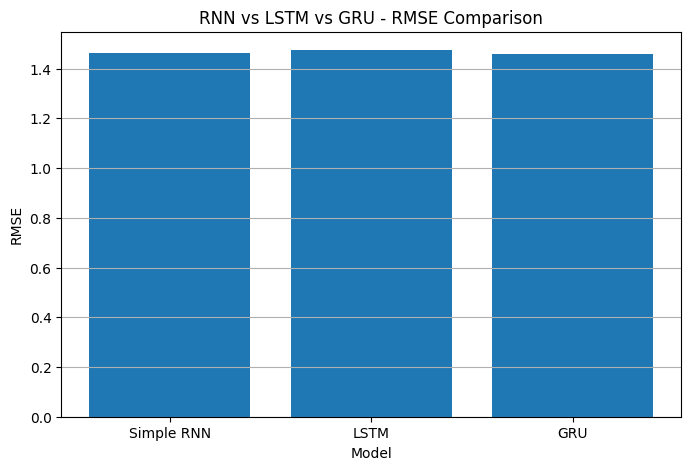 RNN vs LSTM vs GRU - RMSE Comparison
1.4
1.2
1.0
0.8
0.6
0.4
0.2
0.0
RMSE
Simple RNN
LSTM
GRU
Model